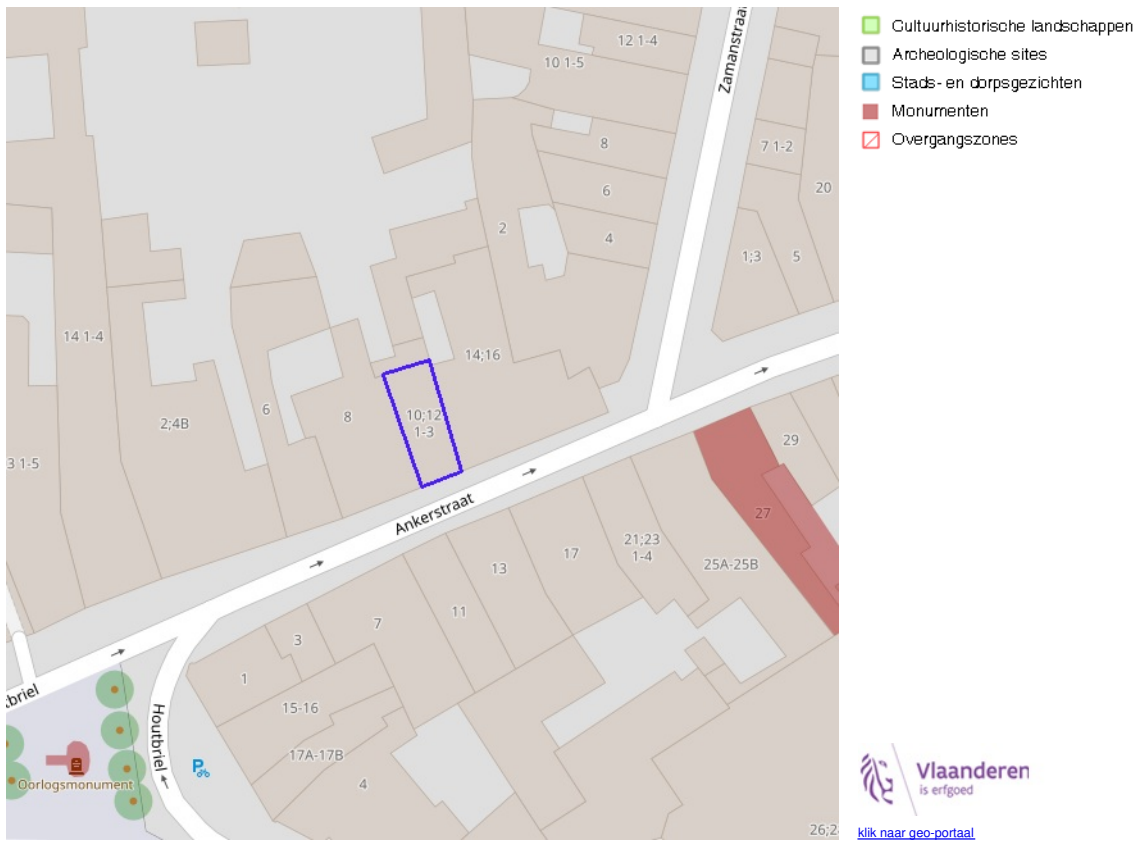 Cultuurhistorische landschappen
Archeologische sites
Stads- en dorpsgezichten
Monumenten
Overgangszones
Zamanstraat
12 1-4
10 1-5
8
7 1-2
6
20
2
4
1;3
5
14 1-4
14;16
6
8
10;12
1-3
2;4B
3 1-5
29
27
Ankerstraat
21;23
1-4
17
25A-25B
13
11
7
3
1
15-16
17A-17B
4
briel
Houtbriel
P
Oorlogsmonument
26;2
Vlaanderen
is erfgoed
klik naar geo-portaal